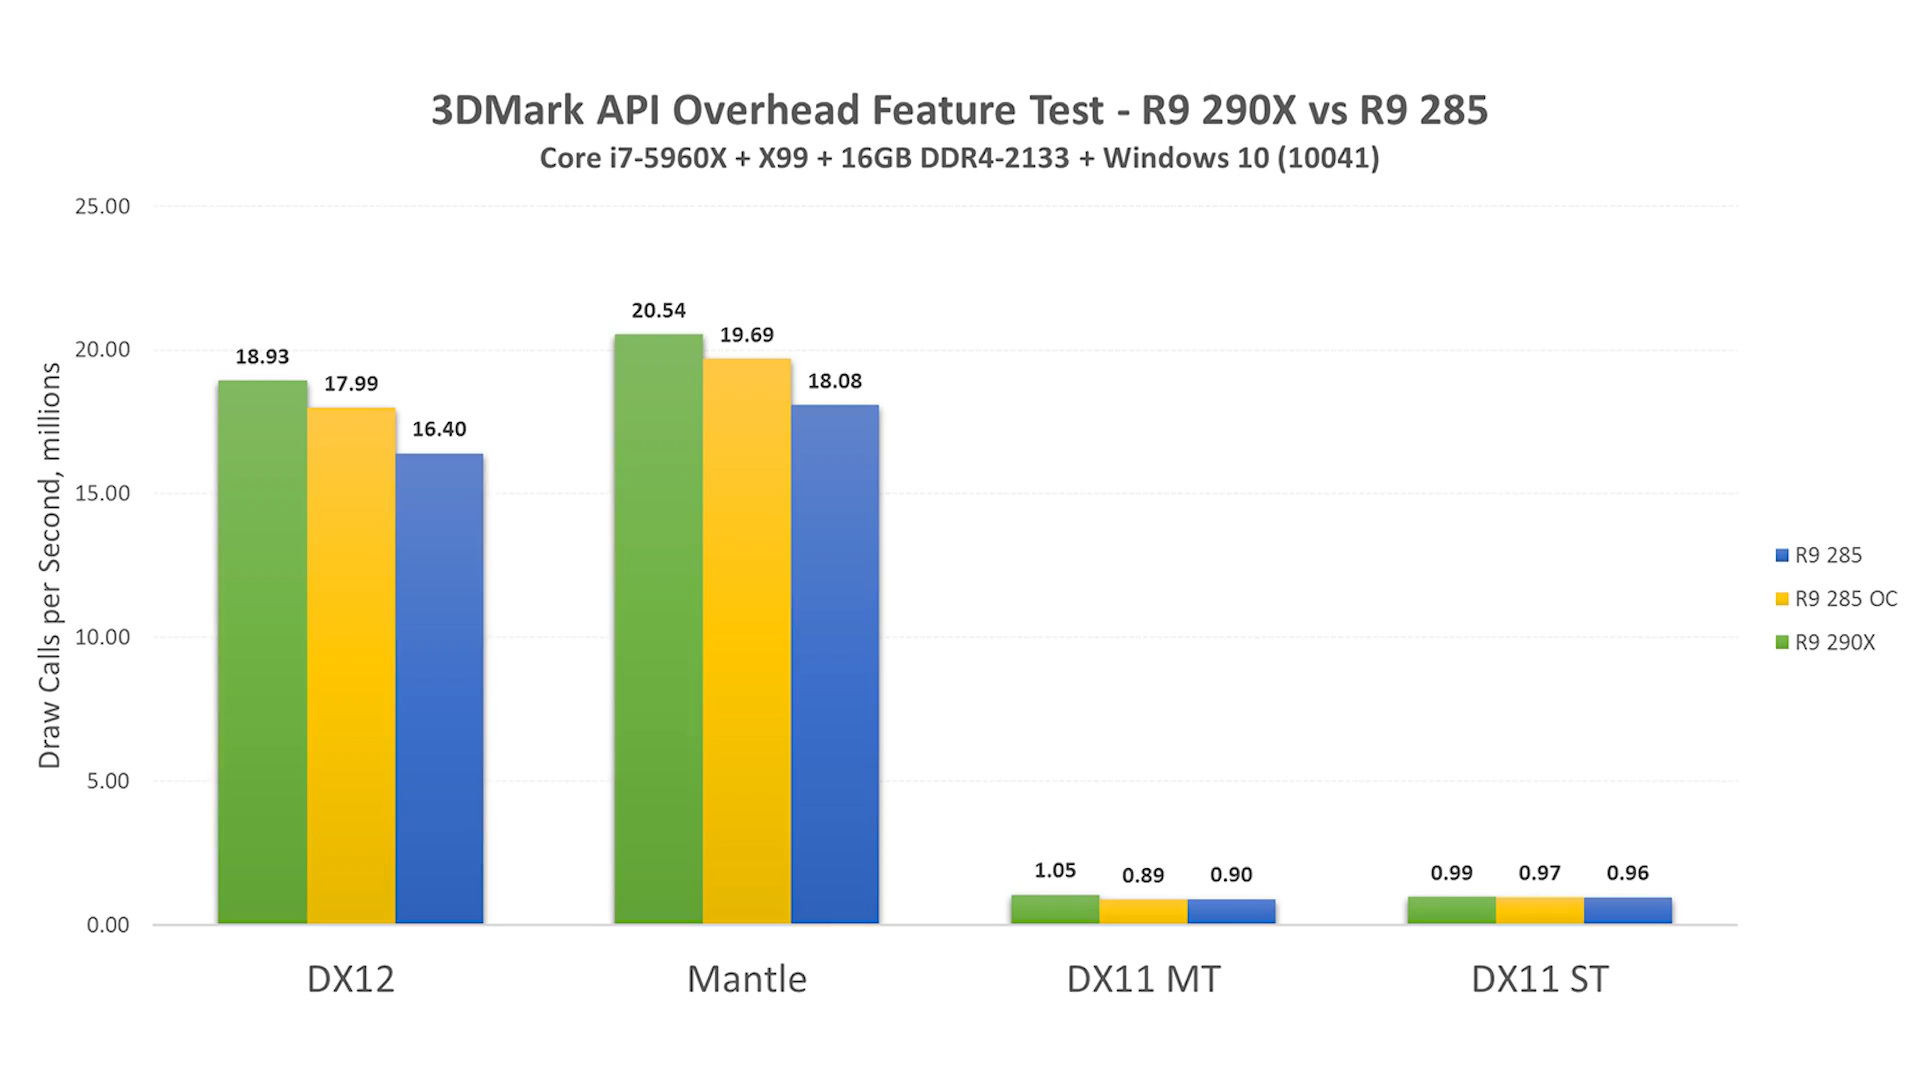 3DMark API Overhead Feature Test - R9 290X vs R9 285
Core i7-5960X + X99 + 16GB DDR4-2133 + Windows 10 (10041)
Draw Calls per Second, millions
25.00
20.00
15.00
10.00
5.00
0.00
18.93
17.99
16.40
20.54
19.69
18.08
1.05
0.89
0.90
0.99
0.97
0.96
DX12
Mantle
DX11 MT
DX11 ST
R9 285
R9 285 OC
R9 290X